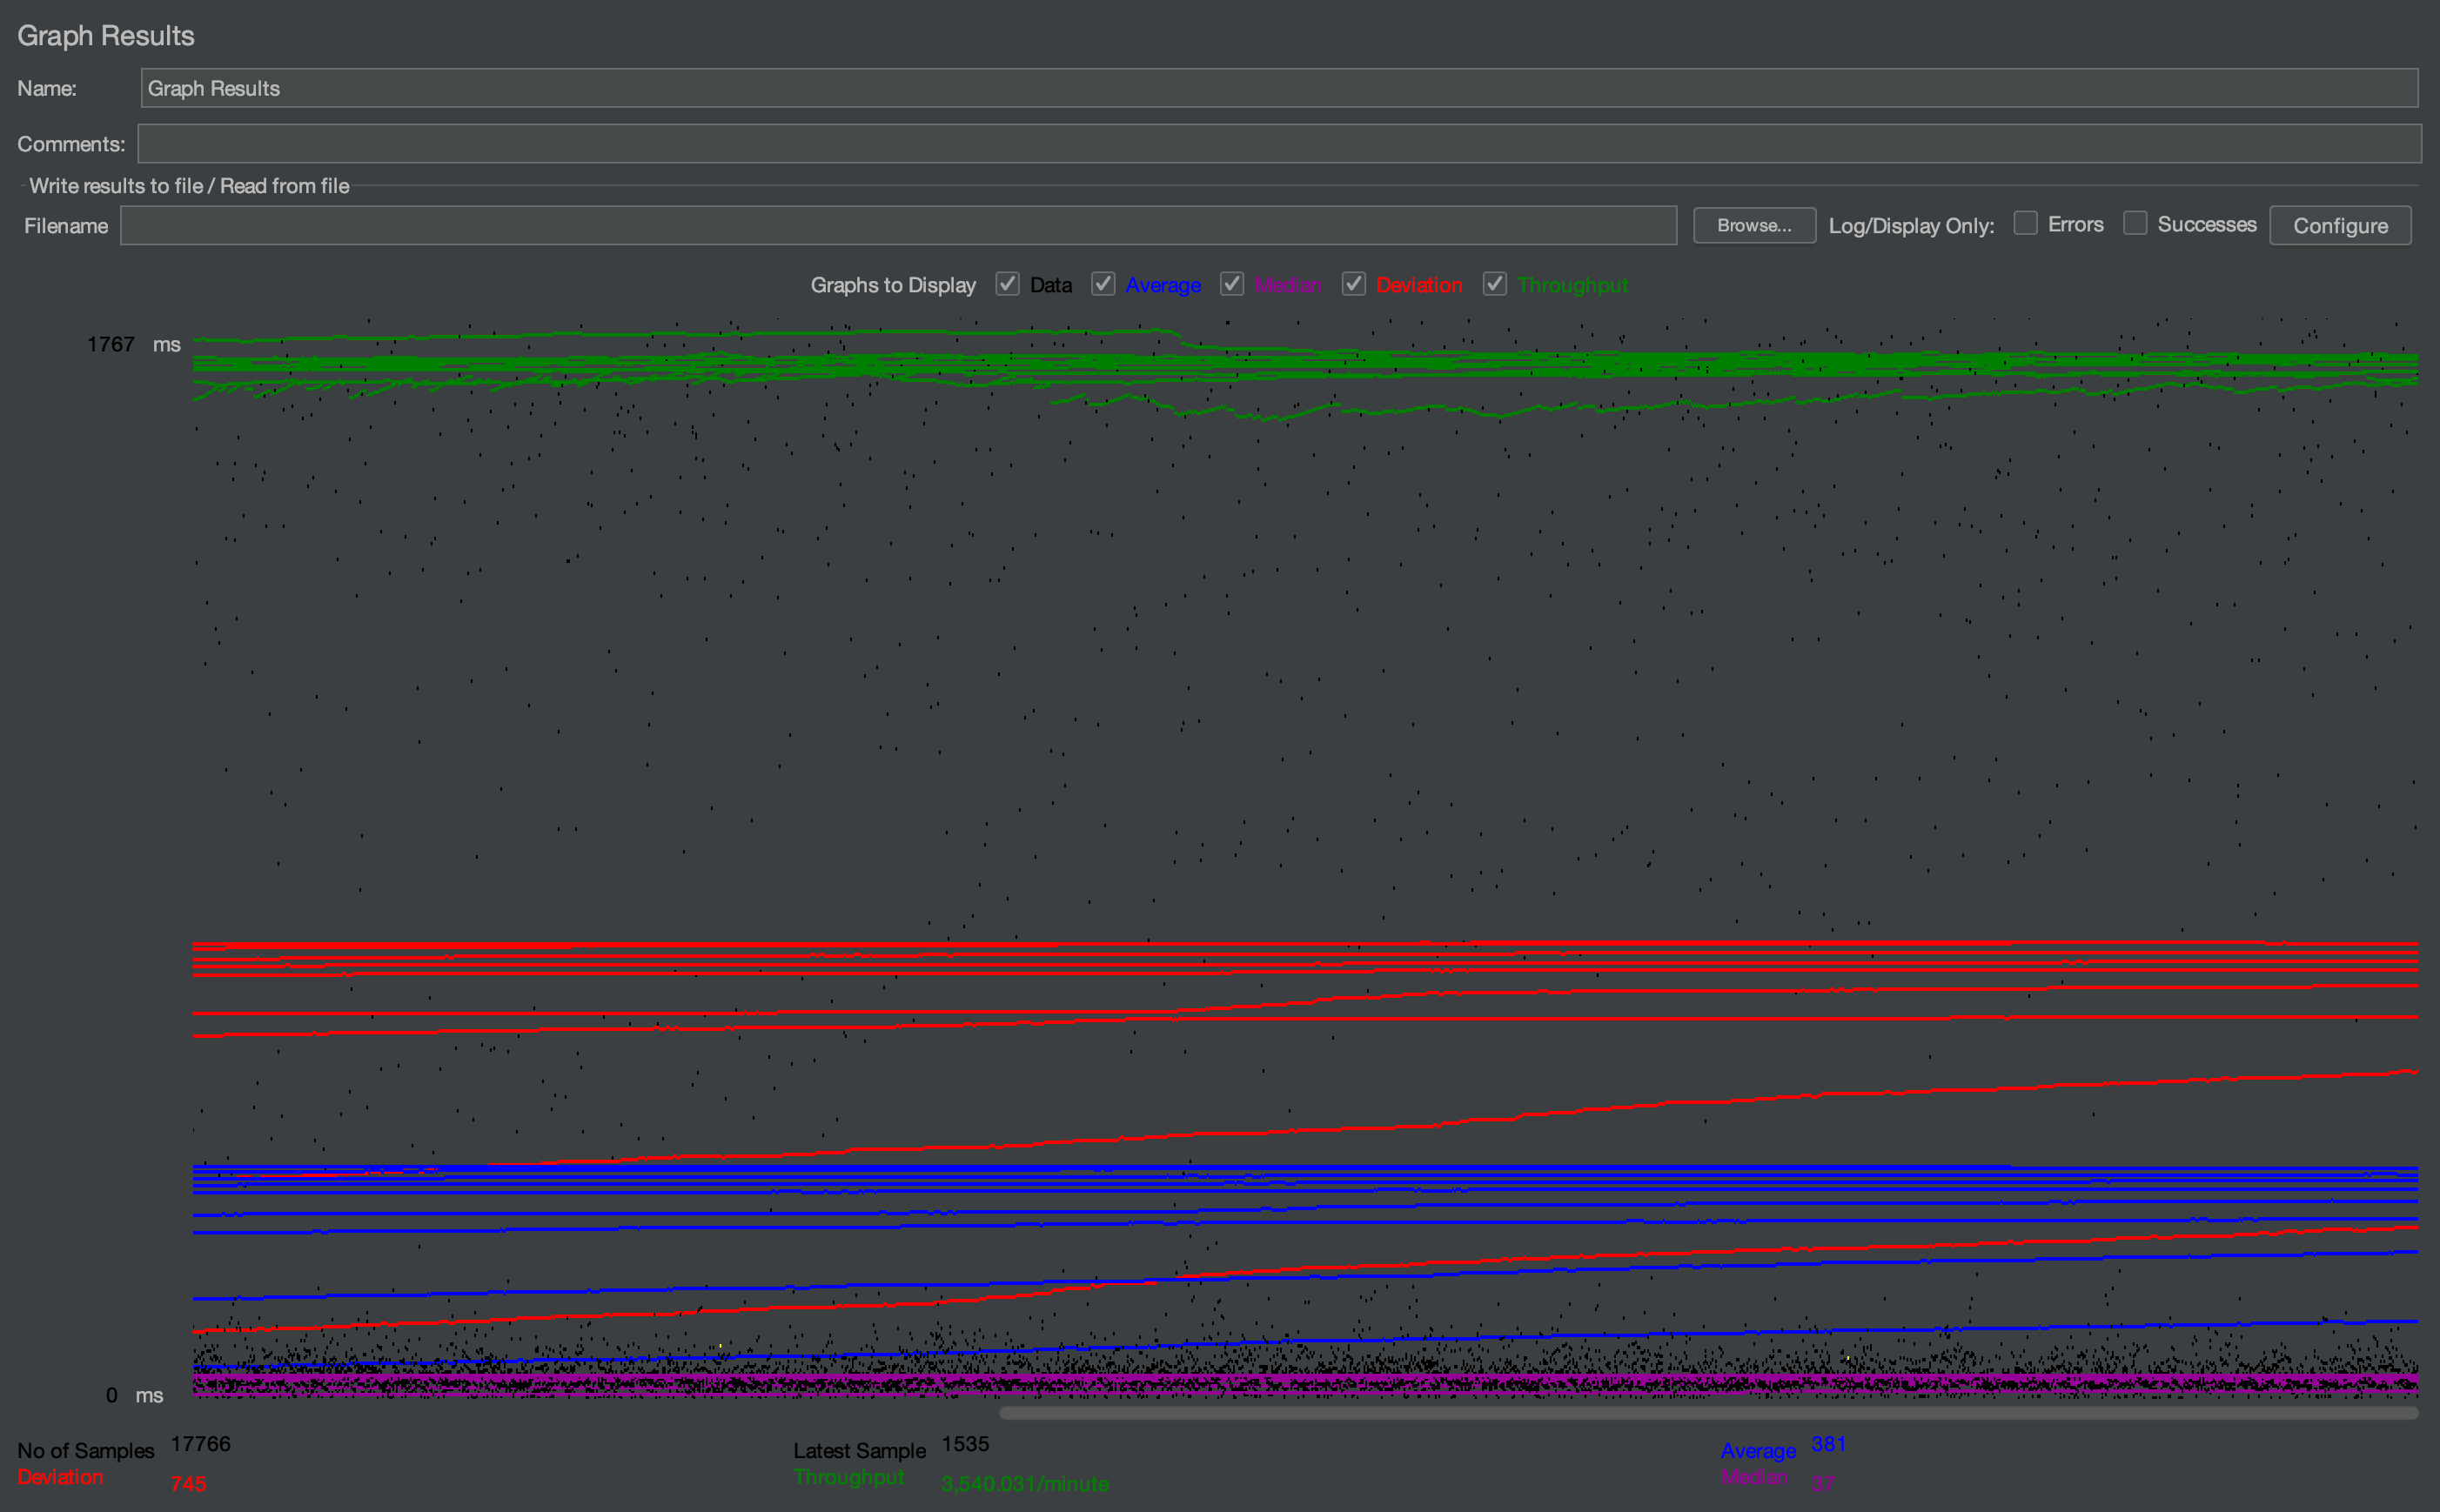 Graph Results
Name: Graph Results
Comments:
Write results to file / Read from file
Filename Browse... Log/Display Only: Errors Successes Configure
Graphs to Display Data Average Median Deviation Throughput
1767 ms
0 ms
No of Samples 17766 Latest Sample 1535 Average 381
Deviation 745 Throughput 3,540.031/minute Median 37